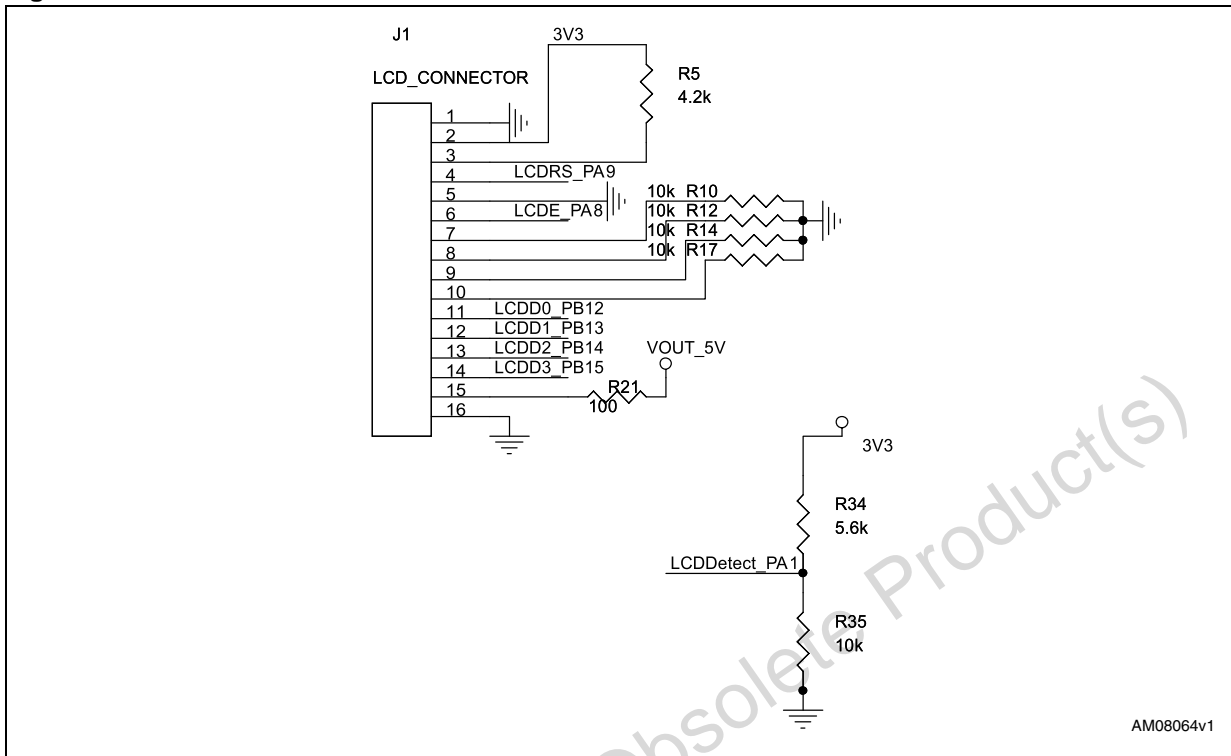 J1
3V3
LCD_CONNECTOR
R5
4.2k
1
2
3
4 LCDRS_PA9
5
6 LCDE_PA8
7
8
9
10
10k R10
10k R12
10k R14
10k R17
11 LCDD0_PB12
12 LCDD1_PB13
13 LCDD2_PB14
14 LCDD3_PB15
15
16
VOUT_5V
R21
100
3V3
R34
5.6k
LCDDetect_PA1
R35
10k
Obsolete Product(s)
AM08064v1